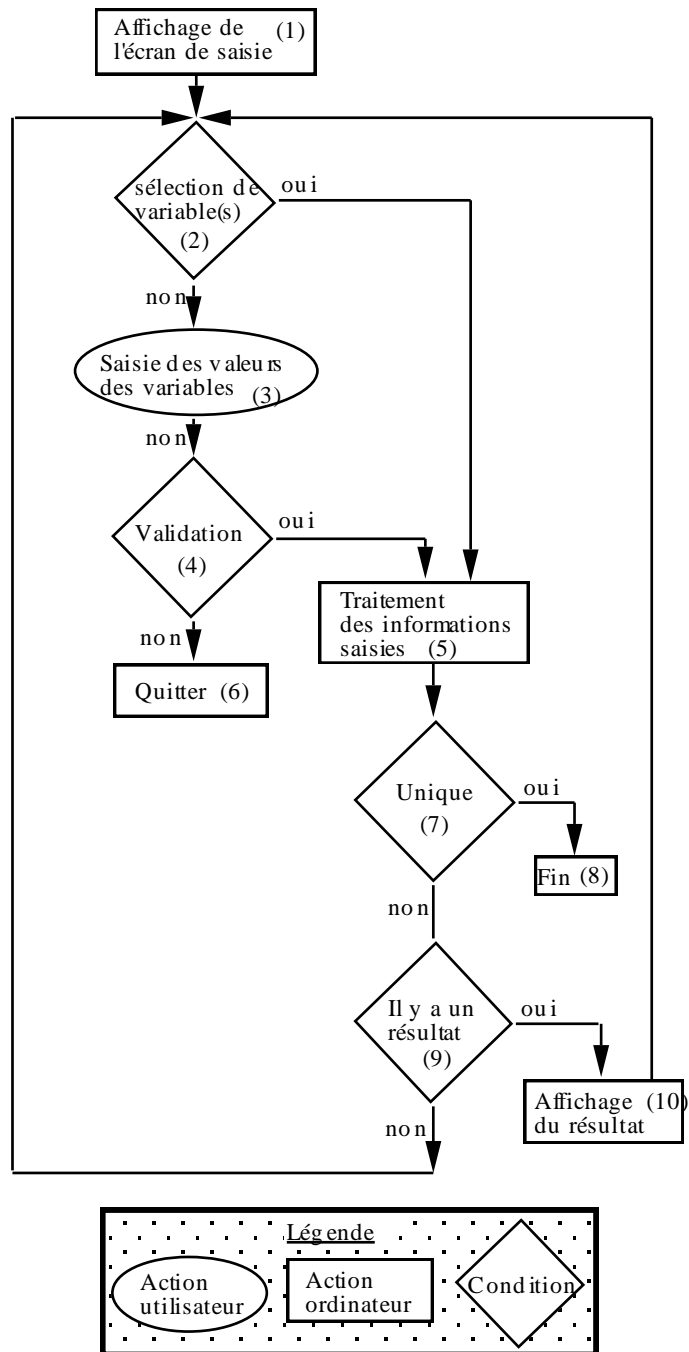 Affichage de (1)
l'écran de saisie
sélection de
variable(s)
(2)
oui
non
Saisie des valeurs
des variables (3)
non
Validation
(4)
oui
non
Quitter (6)
Traitement
des informations
saisies (5)
Unique
(7)
oui
Fin (8)
non
Il y a un
résultat
(9)
oui
Affichage (10)
du résultat
non
Légende
Action
utilisateur
Action
ordinateur
Condition